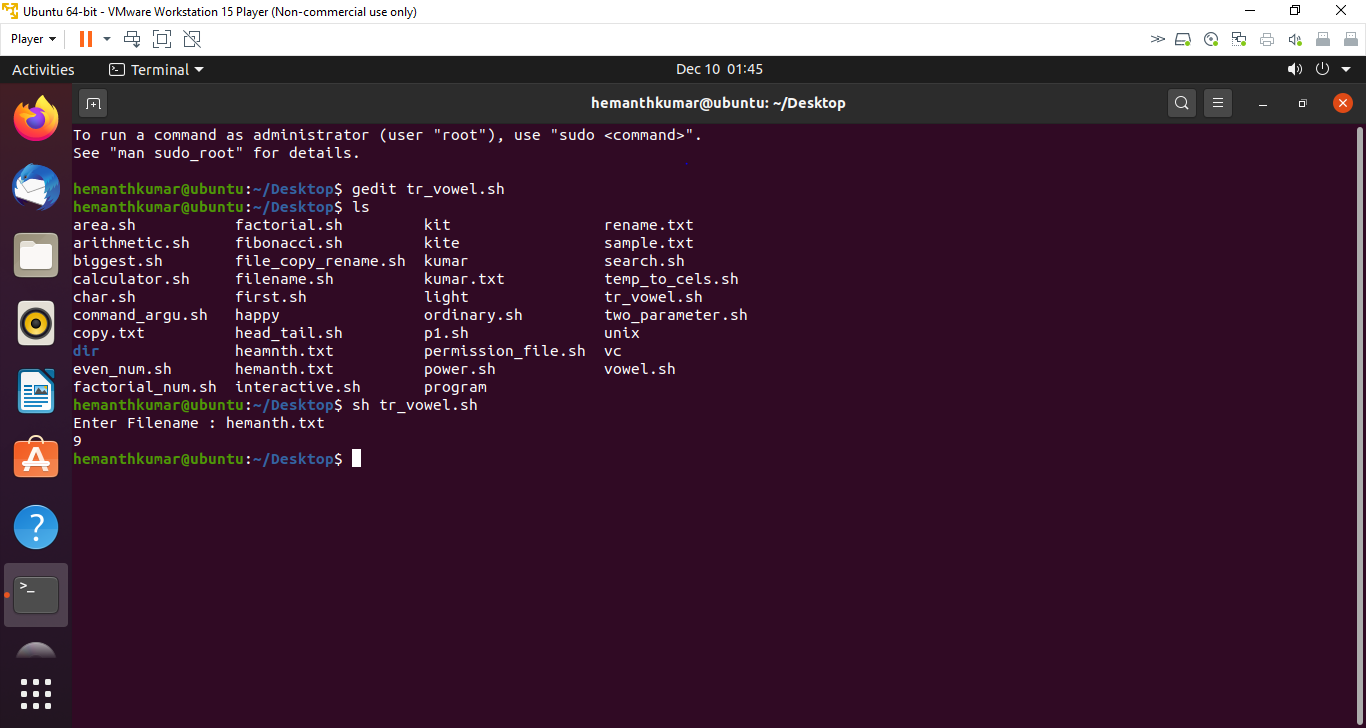 Ubuntu 64-bit - VMware Workstation 15 Player (Non-commercial use only)
Player
Activities Terminal Dec 10 01:45
hemanthkumar@ubuntu: ~/Desktop
To run a command as administrator (user "root"), use "sudo <command>".
See "man sudo_root" for details.
hemanthkumar@ubuntu:~/Desktop$ gedit tr_vowel.sh
hemanthkumar@ubuntu:~/Desktop$ ls
area.sh factorial.sh kit rename.txt
arithmetic.sh fibonacci.sh kite sample.txt
biggest.sh file_copy_rename.sh kumar search.sh
calculator.sh filename.sh kumar.txt temp_to_cels.sh
char.sh first.sh light tr_vowel.sh
command_argu.sh happy ordinary.sh two_parameter.sh
copy.txt head_tail.sh p1.sh unix
dir heamnth.txt permission_file.sh vc
even_num.sh hemanth.txt power.sh vowel.sh
factorial_num.sh interactive.sh program
hemanthkumar@ubuntu:~/Desktop$ sh tr_vowel.sh
Enter Filename : hemanth.txt
9
hemanthkumar@ubuntu:~/Desktop$